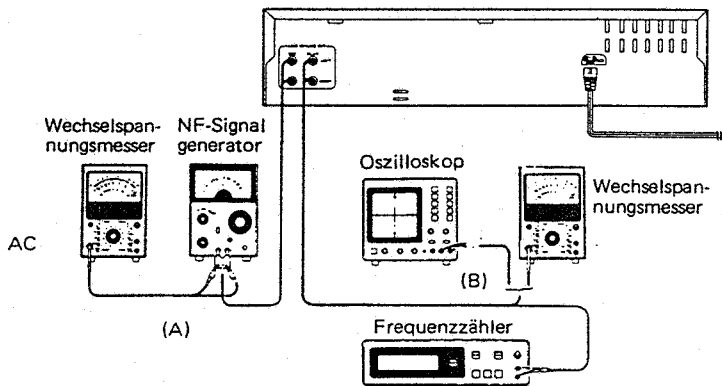 Wechselspan-
nungsmesser
NF-Signal
generator
Oszilloskop
Wechselspan-
nungsmesser
AC
(A)
(B)
Frequenzzähler